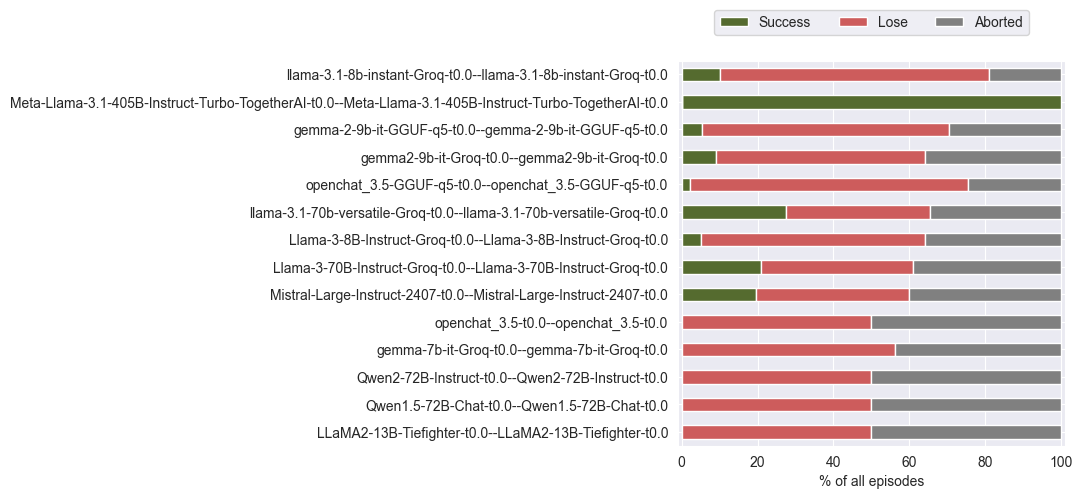 Success Lose Aborted
llama-3.1-8b-instant-Groq-t0.0--llama-3.1-8b-instant-Groq-t0.0
Meta-Llama-3.1-405B-Instruct-Turbo-TogetherAI-t0.0--Meta-Llama-3.1-405B-Instruct-Turbo-TogetherAI-t0.0
gemma-2-9b-it-GGUF-q5-t0.0--gemma-2-9b-it-GGUF-q5-t0.0
gemma2-9b-it-Groq-t0.0--gemma2-9b-it-Groq-t0.0
openchat_3.5-GGUF-q5-t0.0--openchat_3.5-GGUF-q5-t0.0
llama-3.1-70b-versatile-Groq-t0.0--llama-3.1-70b-versatile-Groq-t0.0
Llama-3-8B-Instruct-Groq-t0.0--Llama-3-8B-Instruct-Groq-t0.0
Llama-3-70B-Instruct-Groq-t0.0--Llama-3-70B-Instruct-Groq-t0.0
Mistral-Large-Instruct-2407-t0.0--Mistral-Large-Instruct-2407-t0.0
openchat_3.5-t0.0--openchat_3.5-t0.0
gemma-7b-it-Groq-t0.0--gemma-7b-it-Groq-t0.0
Qwen2-72B-Instruct-t0.0--Qwen2-72B-Instruct-t0.0
Qwen1.5-72B-Chat-t0.0--Qwen1.5-72B-Chat-t0.0
LLaMA2-13B-Tiefighter-t0.0--LLaMA2-13B-Tiefighter-t0.0
0 20 40 60 80 100
% of all episodes